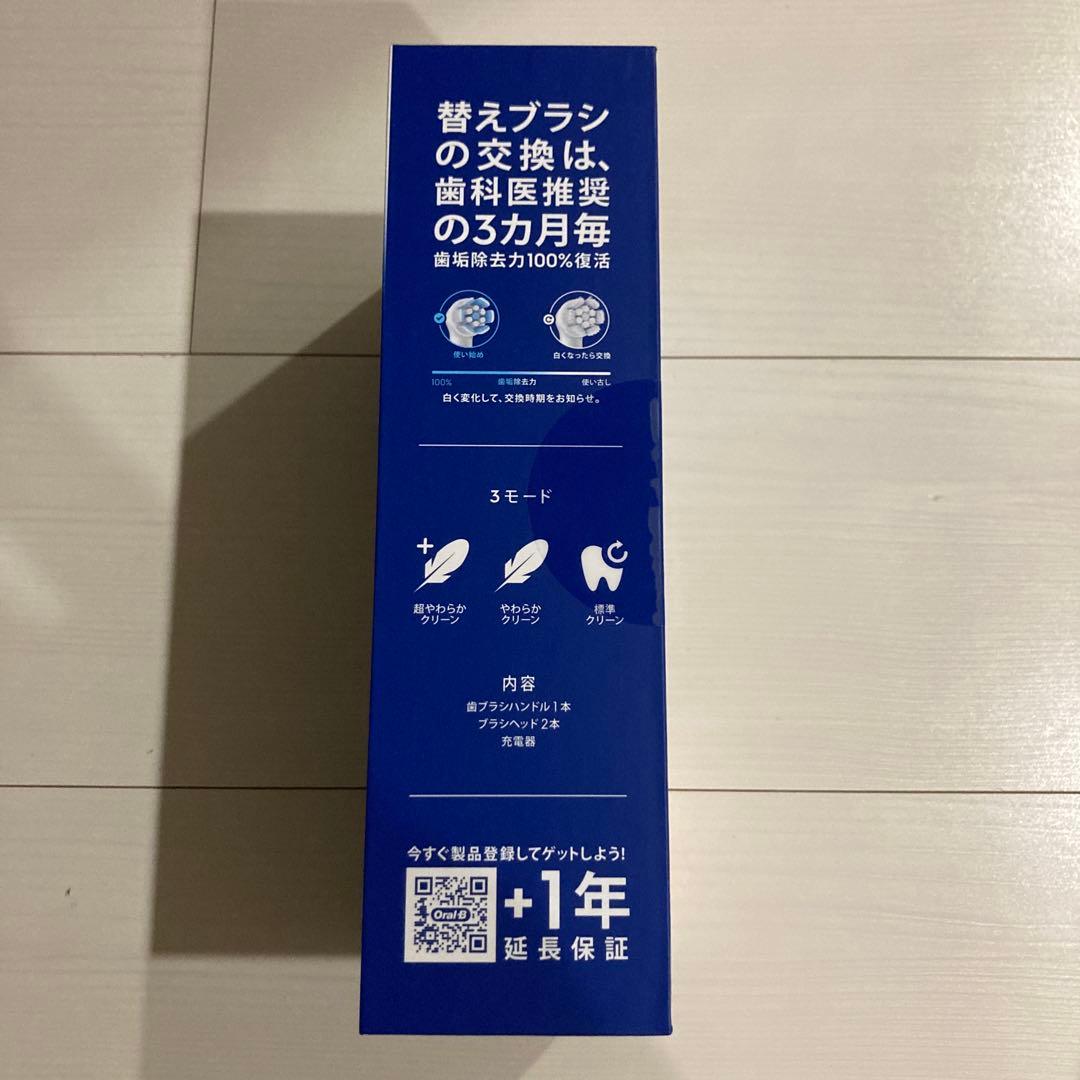 替えブラシ
の交換は、
歯科医推奨
の3カ月毎
歯垢除去力100%復活
使い始め
白くなったら交換
100%
歯垢除去力
使い古し
白く変化して、交換時期をお知らせ。
3モード
超やわらか
クリーン
やわらか
クリーン
標準
クリーン
内容
歯ブラシハンドル1本
ブラシヘッド2本
充電器
今すぐ製品登録してゲットしよう!
Oral-B
+1年
延長保証